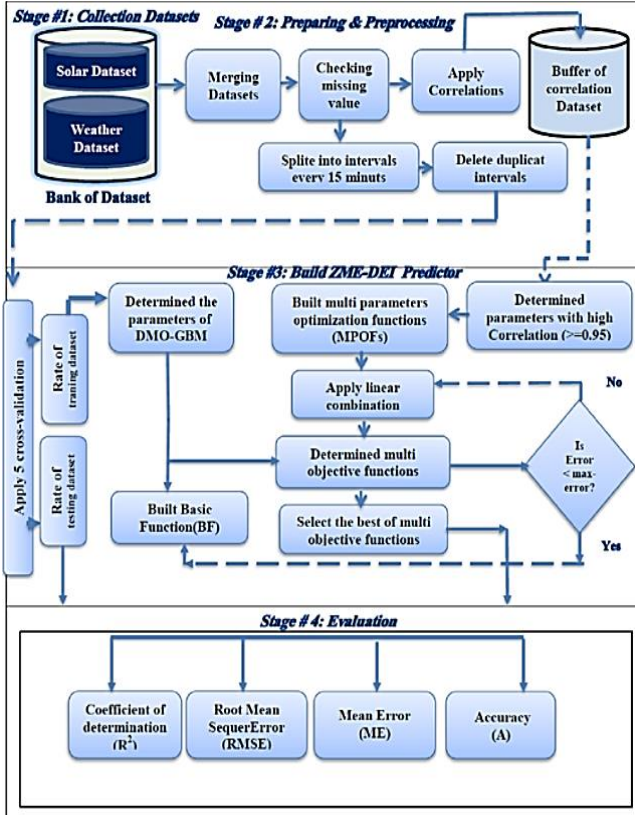 Stage #1: Collection Datasets
Stage # 2: Preparing & Preprocessing
Solar Dataset
Weather
Dataset
Bank of Dataset
Merging
Datasets
Checking
missing
value
Apply
Correlations
Buffer of
correlation
Dataset
Splite into intervals
every 15 minuts
Delete duplicat
intervals
Stage #3: Build ZME-DEI Predictor
Apply 5 cross-validation
Rate of
traning dataset
Rate of
testing dataset
Determined the
parameters of
DMO-GBM
Built multi parameters
optimization functions
(MPOFs)
Determined
parameters with high
Correlation (>=0.95)
Apply linear
combination
No
Determined multi
objective functions
Is
Error
< max-
error?
Built Basic
Function(BF)
Select the best of multi
objective functions
Yes
Stage # 4: Evaluation
Coefficient of
determination
(R²)
Root Mean
SequerError
(RMSE)
Mean Error
(ME)
Accuracy
(A)